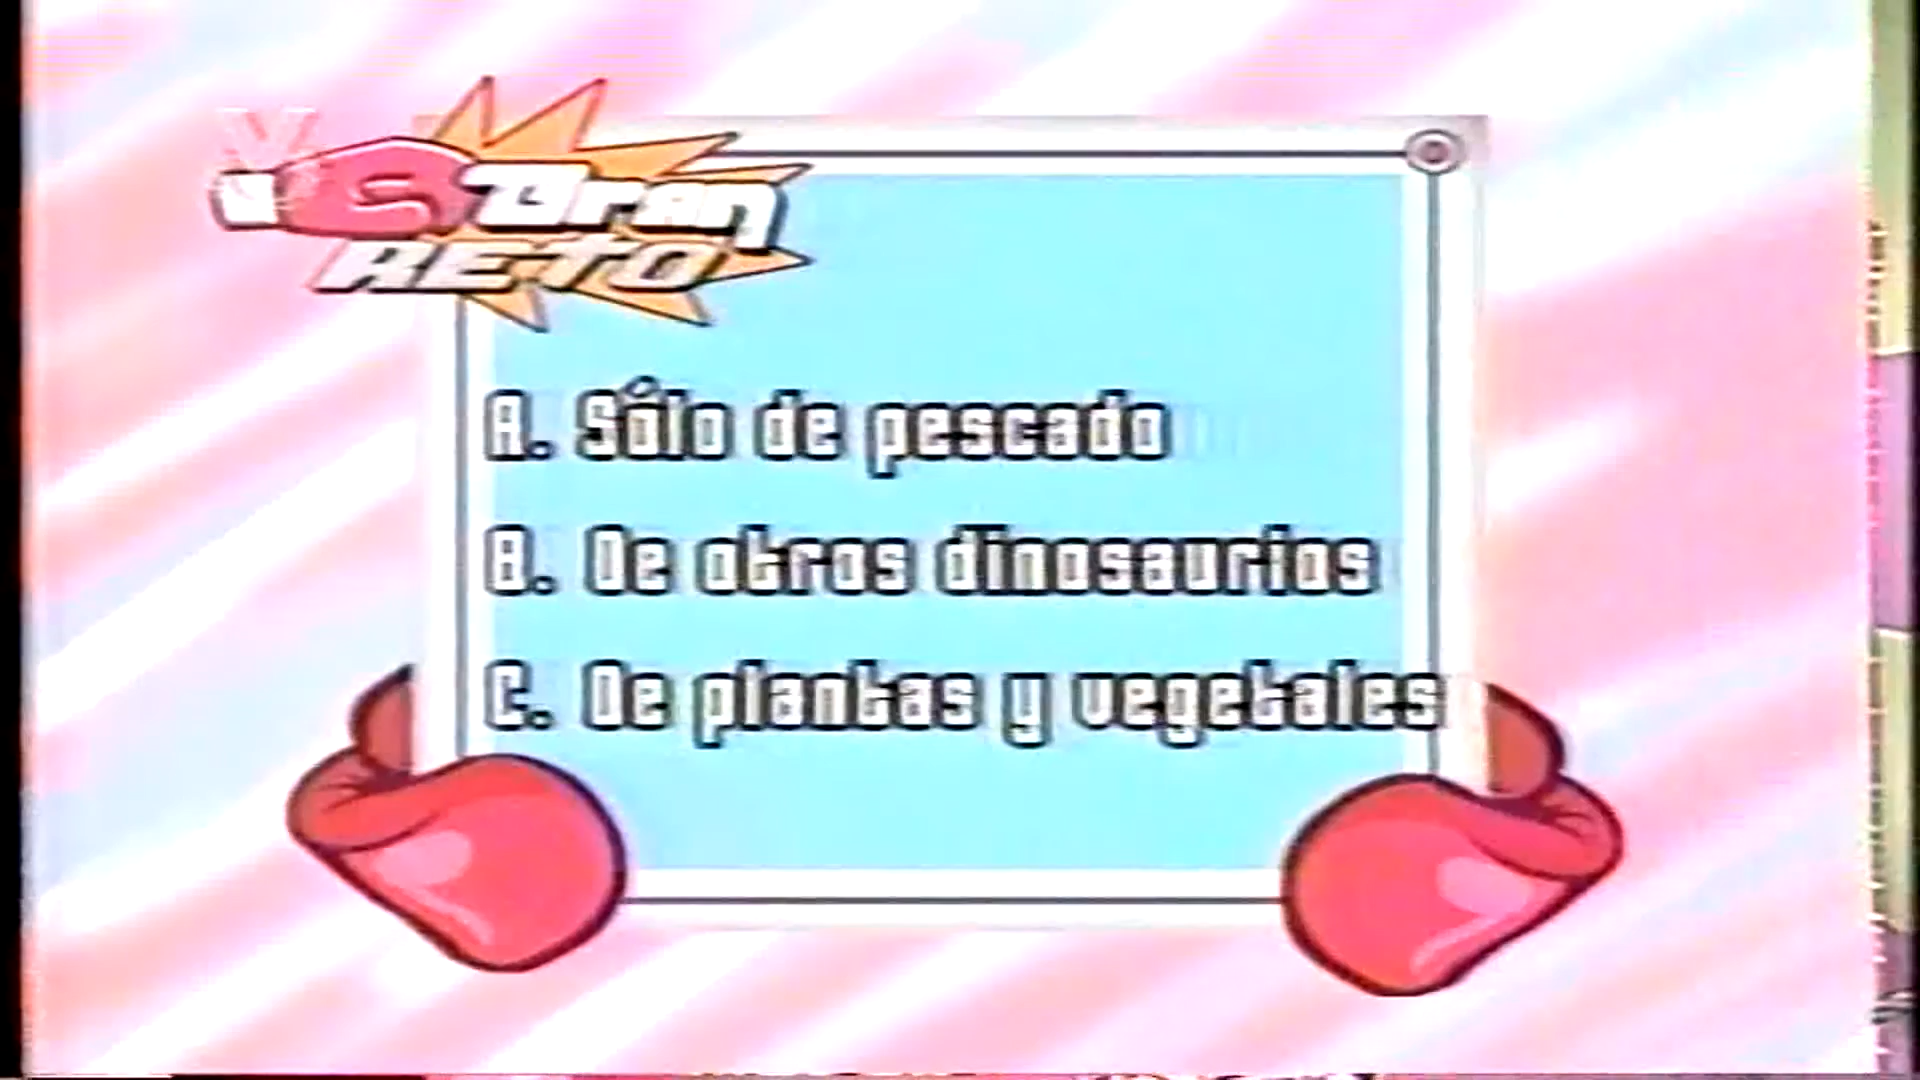 Gran
RETO
A. Sólo de pescado
B. De otros dinosaurios
C. De plantas y vegetales